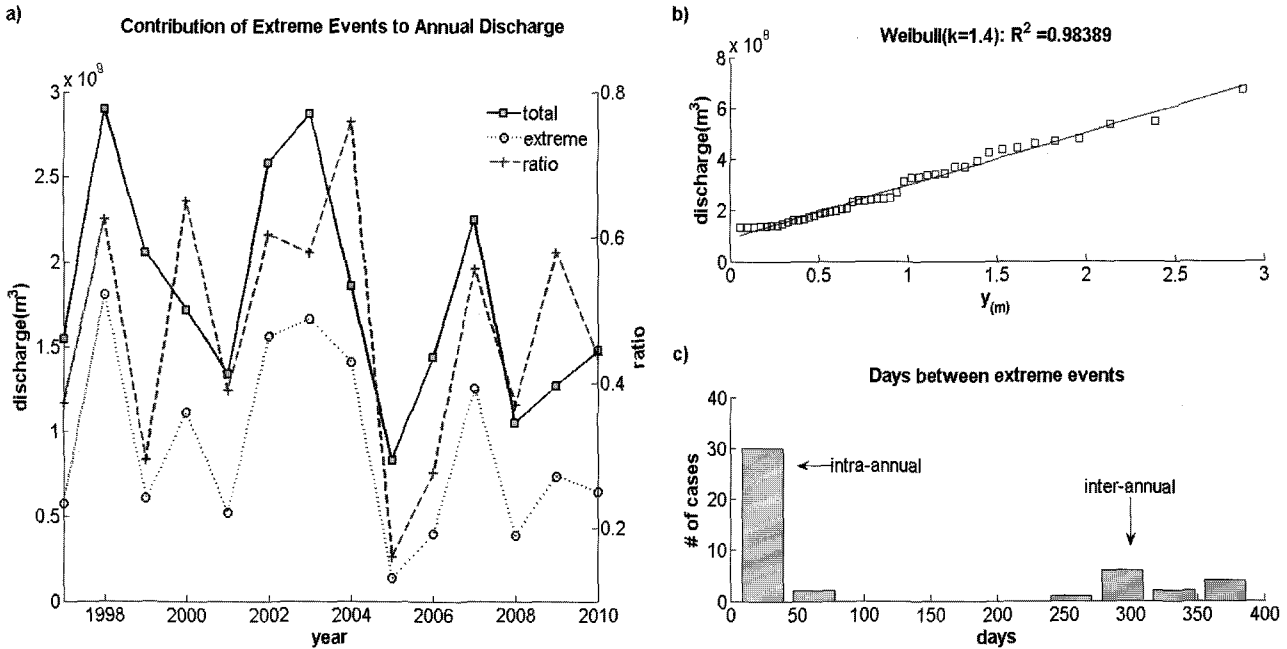 a)
Contribution of Extreme Events to Annual Discharge
x 10^9
3
2.5
2
1.5
1
0.5
0
discharge(m^3)
0.8
0.6
0.4
0.2
ratio
total
extreme
ratio
1998 2000 2002 2004 2006 2008 2010
year
b)
Weibull(k=1.4): R^2 =0.98389
x 10^8
8
6
4
2
0
discharge(m^3)
0 0.5 1 1.5 2 2.5 3
y(m)
c)
Days between extreme events
40
30
20
10
0
# of cases
intra-annual
inter-annual
0 50 100 150 200 250 300 350 400
days